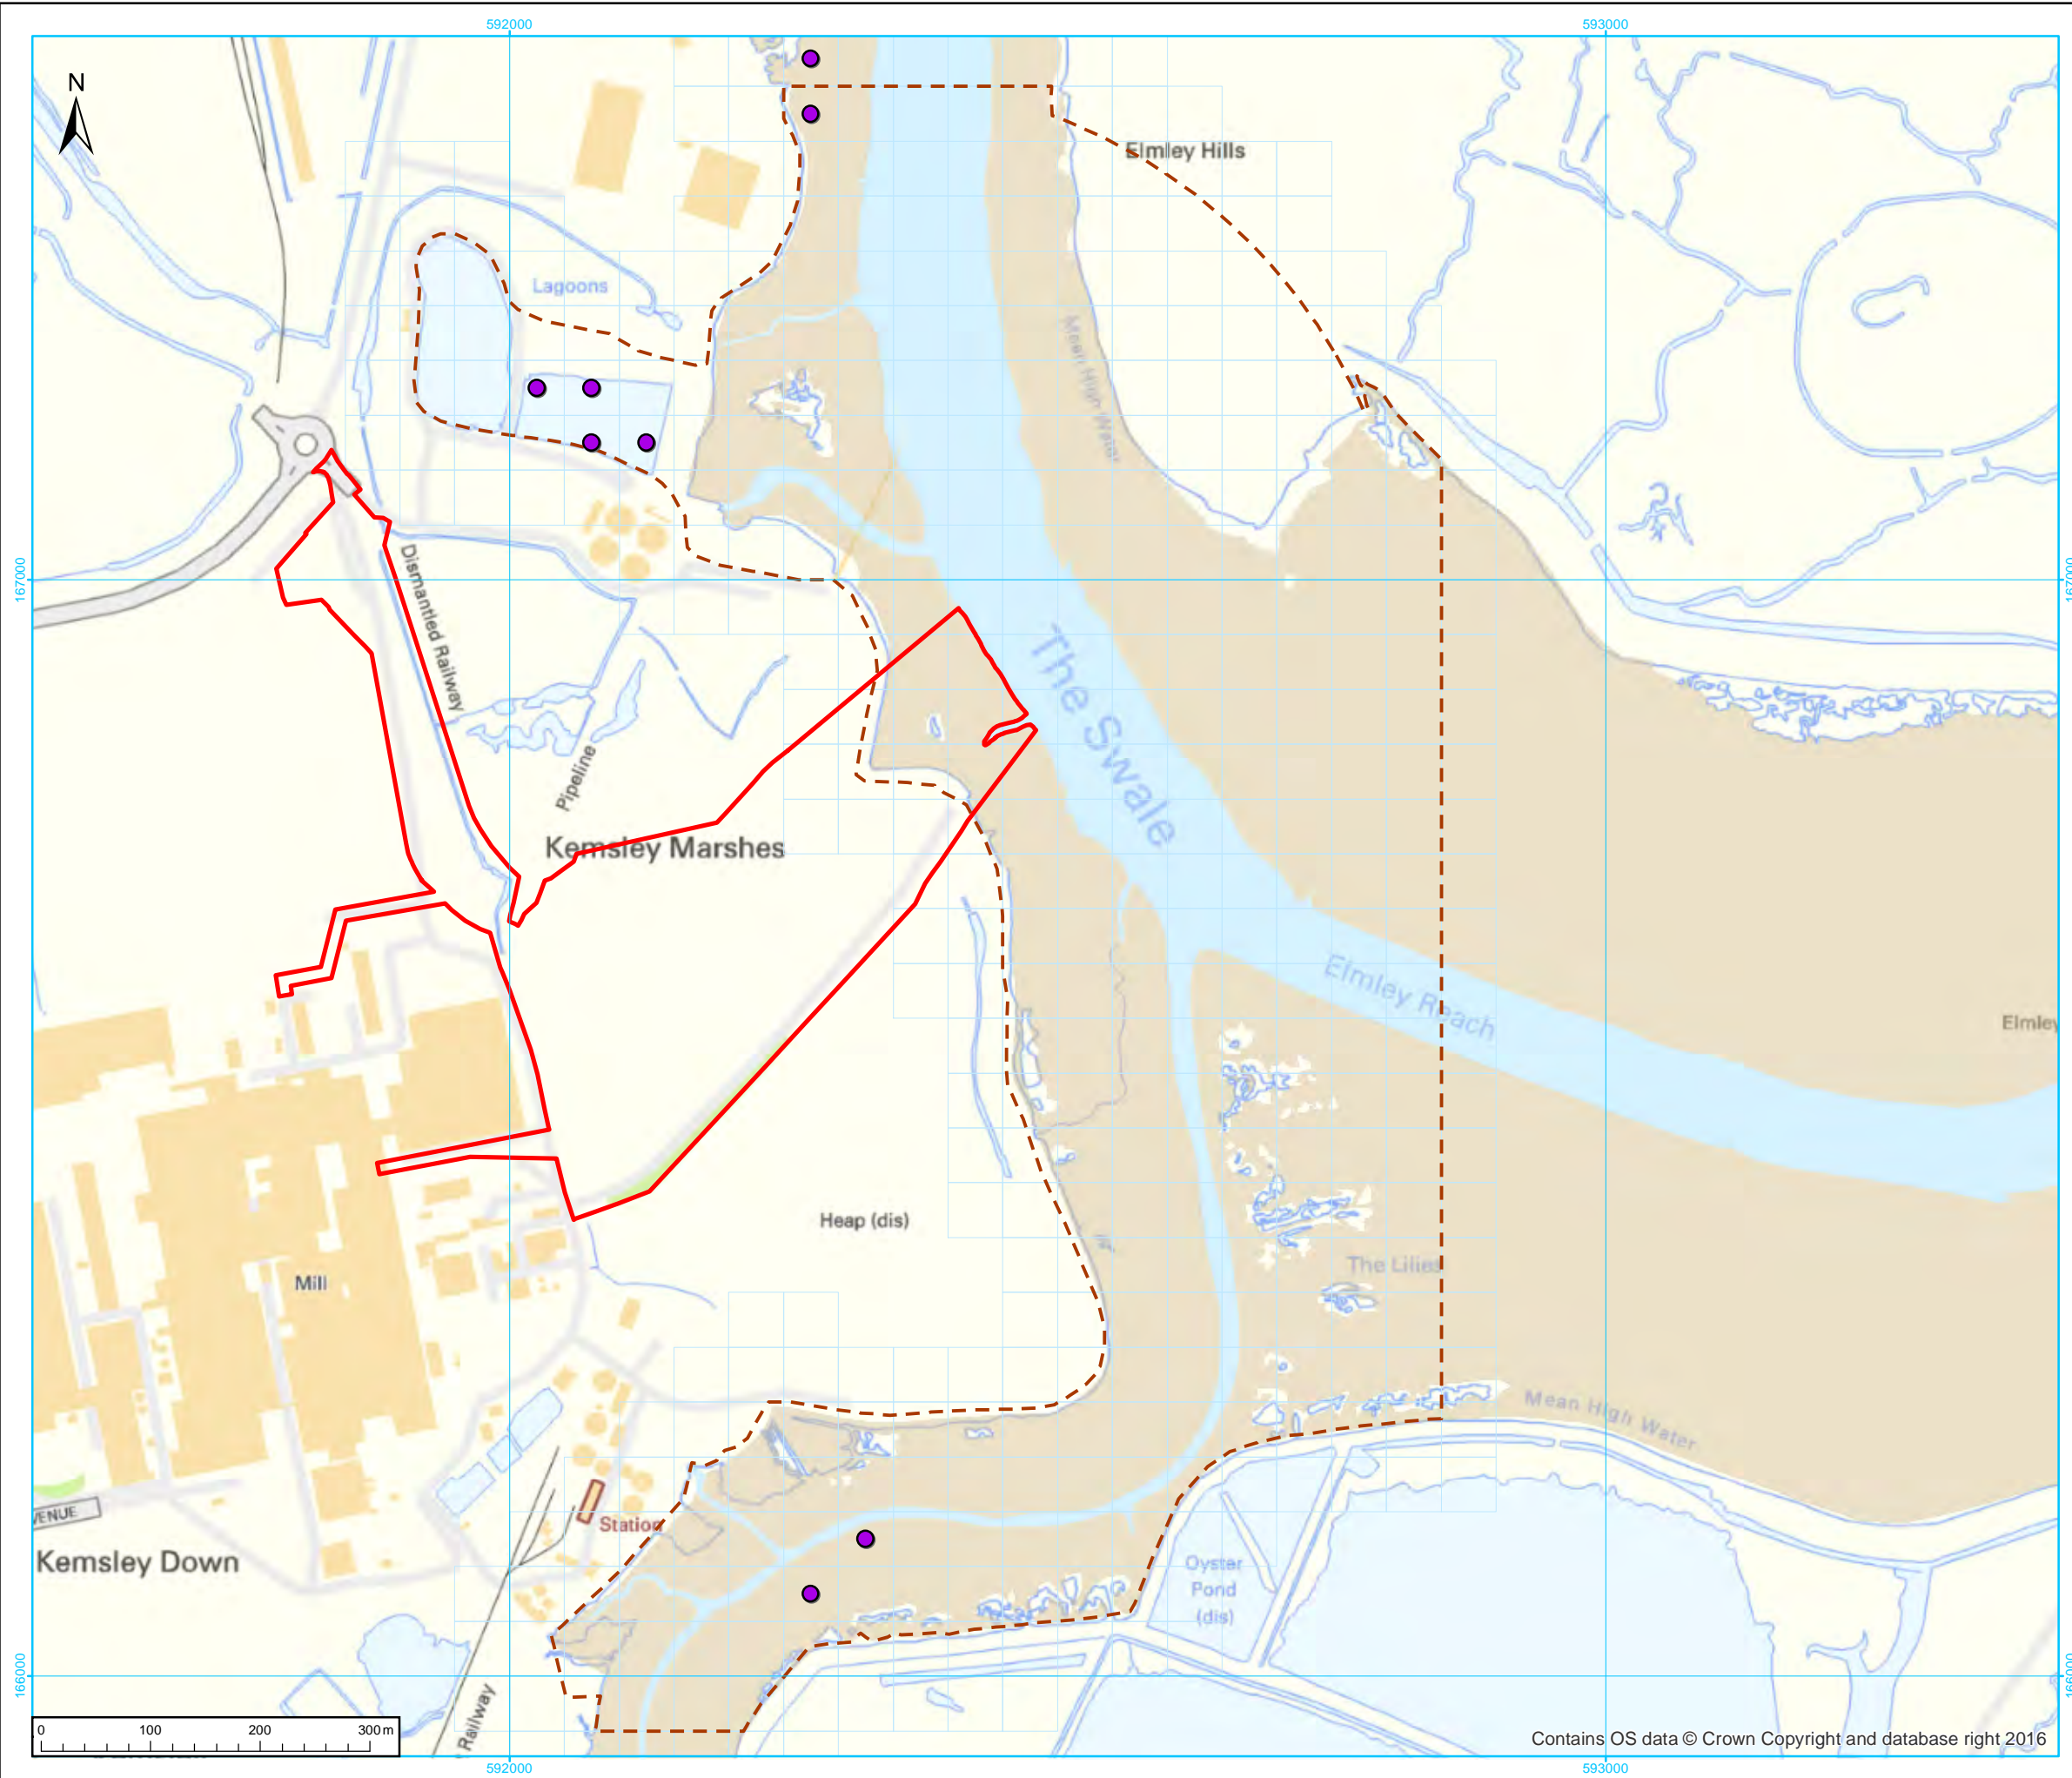 592000
593000
N
Elmley Hills
Lagoons
Mean High Water
167000
167000
Dismantled Railway
The Swale
Pipeline
Kemsley Marshes
Elmley Reach
Elmley
Heap (dis)
The Lilies
Mill
Mean High Water
VENUE
Station
Kemsley Down
Oyster
Pond
(dis)
166000
166000
Railway
0 100 200 300m
Contains OS data © Crown Copyright and database right 2016
592000
593000